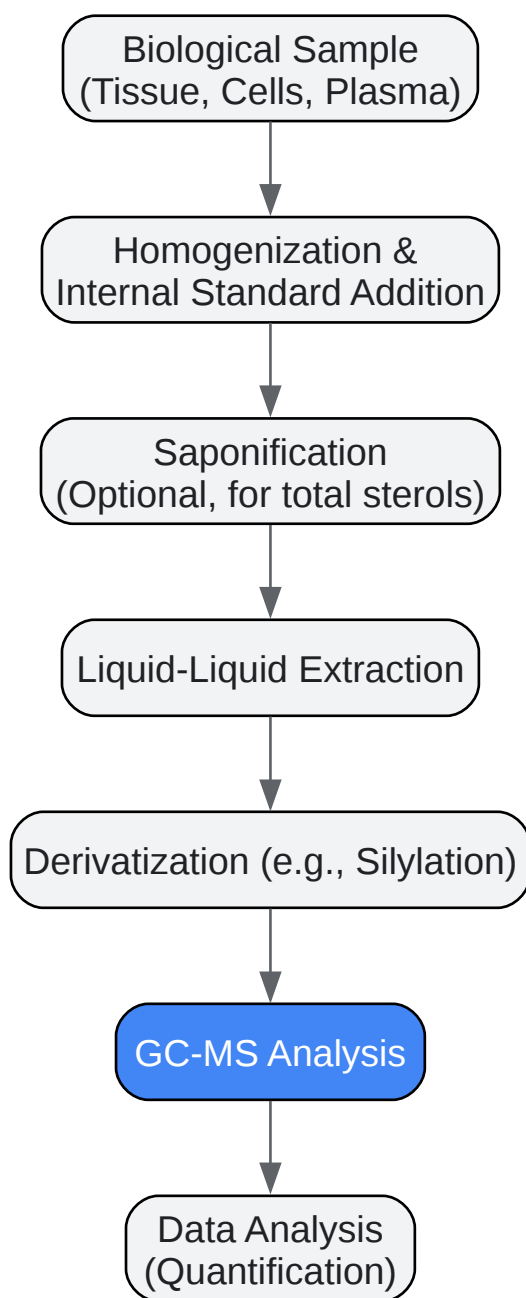 Biological Sample
(Tissue, Cells, Plasma)
Homogenization &
Internal Standard Addition
Saponification
(Optional, for total sterols)
Liquid-Liquid Extraction
Derivatization (e.g., Silylation)
GC-MS Analysis
Data Analysis
(Quantification)